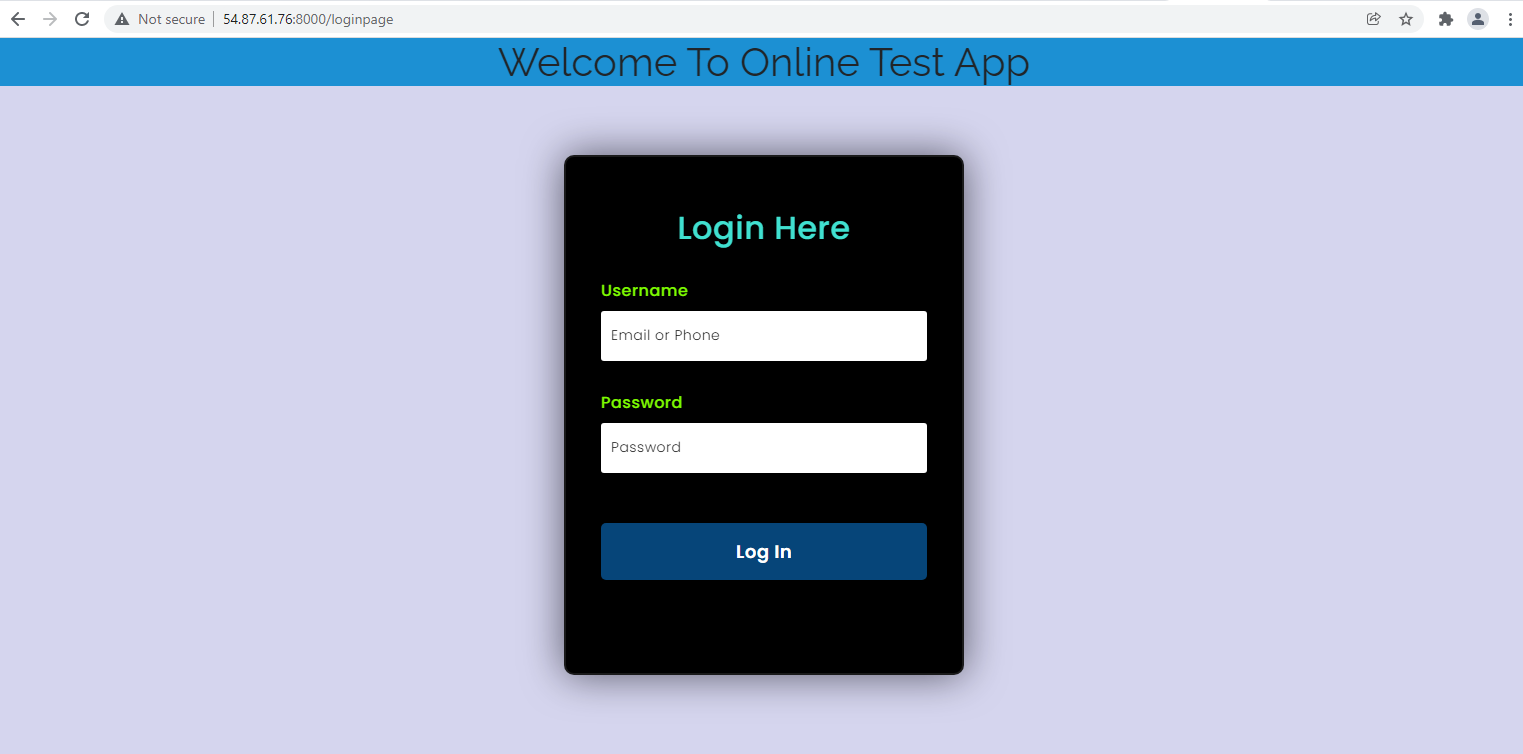 Not secure 54.87.61.76:8000/loginpage
Welcome To Online Test App
Login Here
Username
Email or Phone
Password
Password
Log In